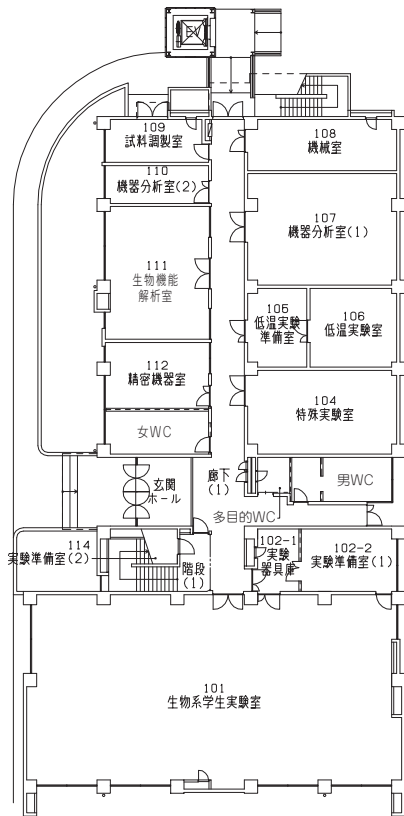 EV
109
試料調製室
108
機械室
110
機器分析室(2)
107
機器分析室(1)
111
生物機能
解析室
105
低温実験
準備室
106
低温実験室
112
精密機器室
104
特殊実験室
女WC
玄関
ホール
廊下
(1)
男WC
多目的WC
114
実験準備室(2)
階段
(1)
102-1
実験
器具庫
102-2
実験準備室(1)
101
生物系学生実験室